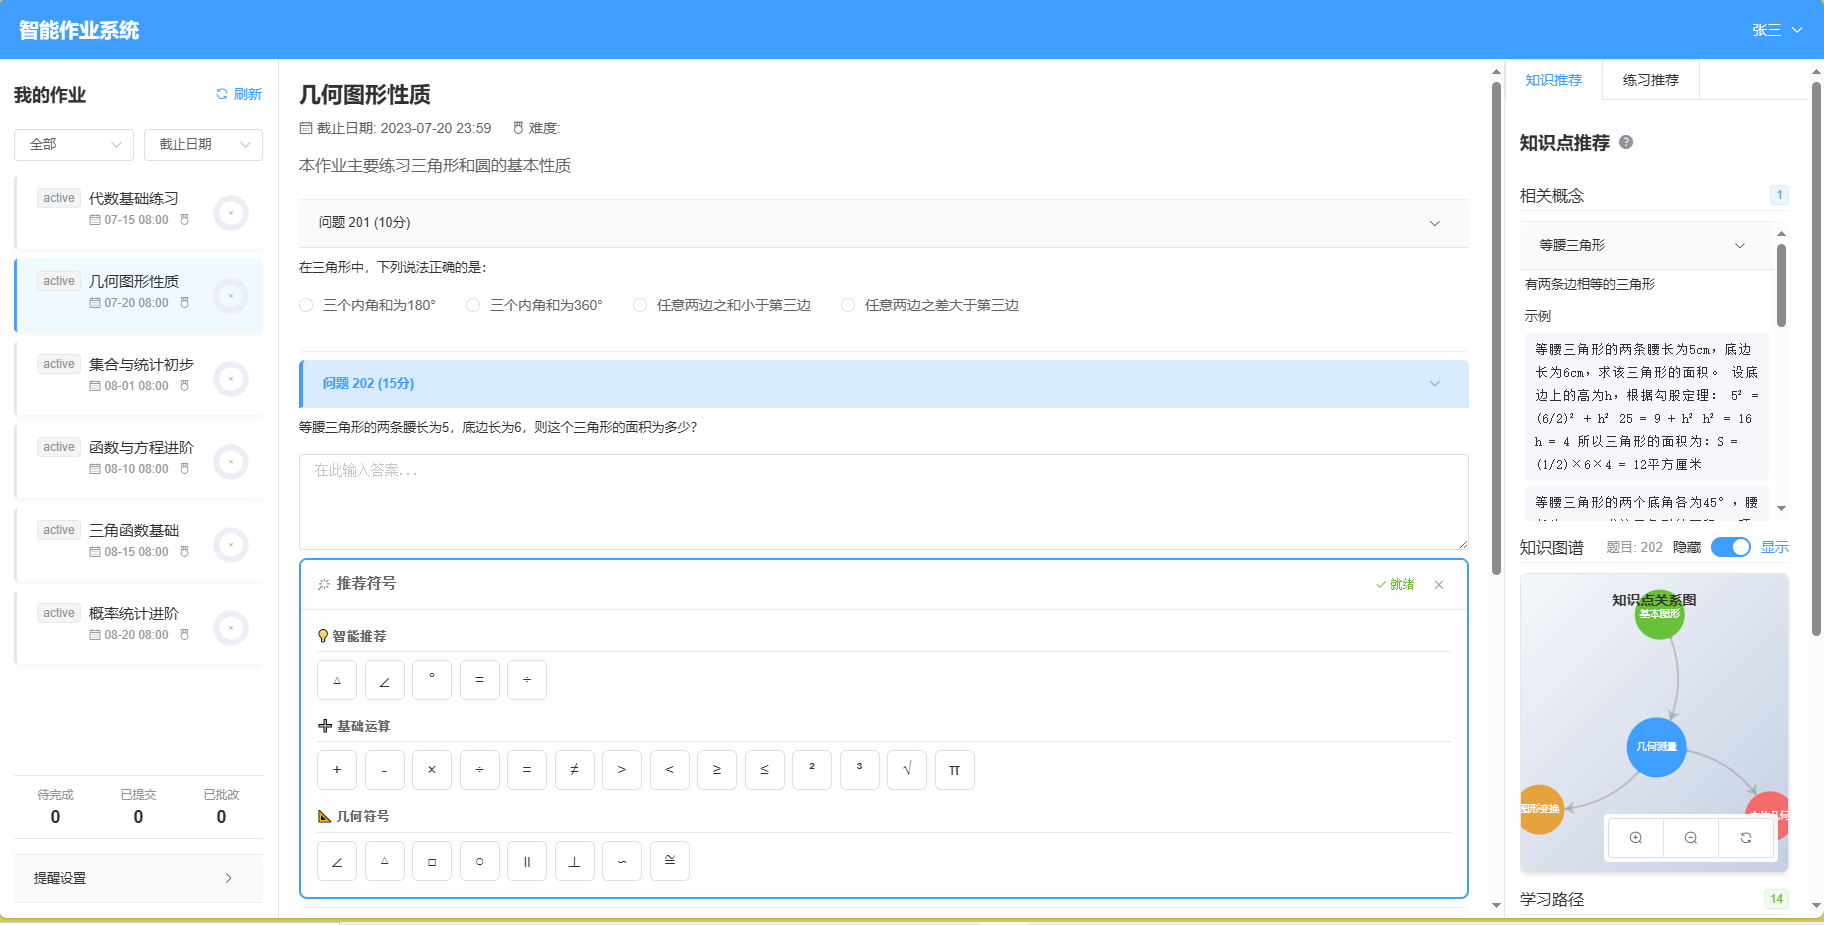 智能作业系统
张三
我的作业
刷新
全部
截止日期
active 代数基础练习
07-15 08:00
active 几何图形性质
07-20 08:00
active 集合与统计初步
08-01 08:00
active 函数与方程进阶
08-10 08:00
active 三角函数基础
08-15 08:00
active 概率统计进阶
08-20 08:00
待完成 已提交 已批改
0 0 0
提醒设置
几何图形性质
截止日期: 2023-07-20 23:59 难度:
本作业主要练习三角形和圆的基本性质
问题 201 (10分)
在三角形中，下列说法正确的是：
三个内角和为180° 三个内角和为360° 任意两边之和小于第三边 任意两边之差大于第三边
问题 202 (15分)
等腰三角形的两条腰长为5，底边长为6，则这个三角形的面积为多少？
在此输入答案...
推荐符号
就绪
智能推荐
△ ∠ ° = ÷
基础运算
+ - × ÷ = ≠ > < ≥ ≤ ² ³ √ π
几何符号
∠ △ □ ○ ∥ ⊥ ∽ ≅
知识推荐 练习推荐
知识点推荐
相关概念 1
等腰三角形
有两条边相等的三角形
示例
等腰三角形的两条腰长为5cm，底边
长为6cm，求该三角形的面积。 设底
边上的高为h，根据勾股定理： 5² =
(6/2)² + h² 25 = 9 + h² h² = 16
h = 4 所以三角形的面积为：S =
(1/2)×6×4 = 12平方厘米
等腰三角形的两个底角各为45°，腰
知识图谱 题目: 202 隐藏 显示
知识点关系图
基本图形
几何测量
图形变换
学习路径 14